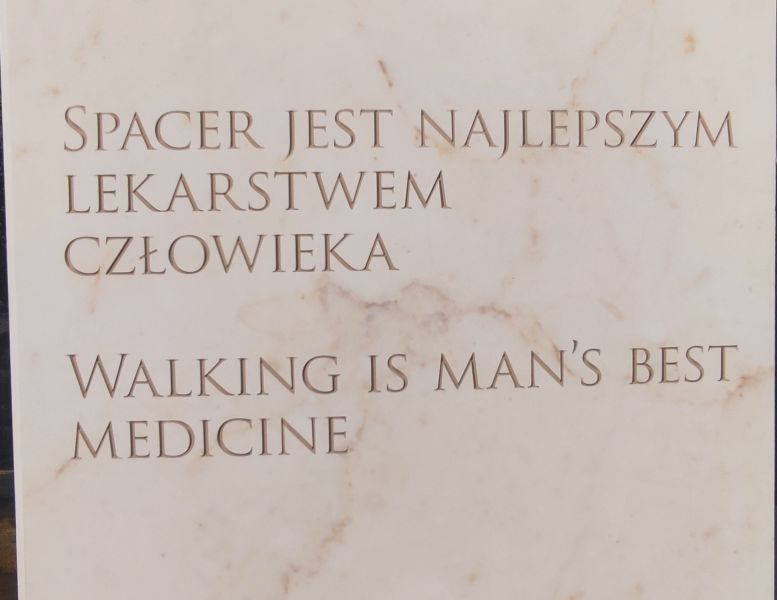 Spacer jest najlepszym
lekarstwem
człowieka
Walking is man's best
medicine